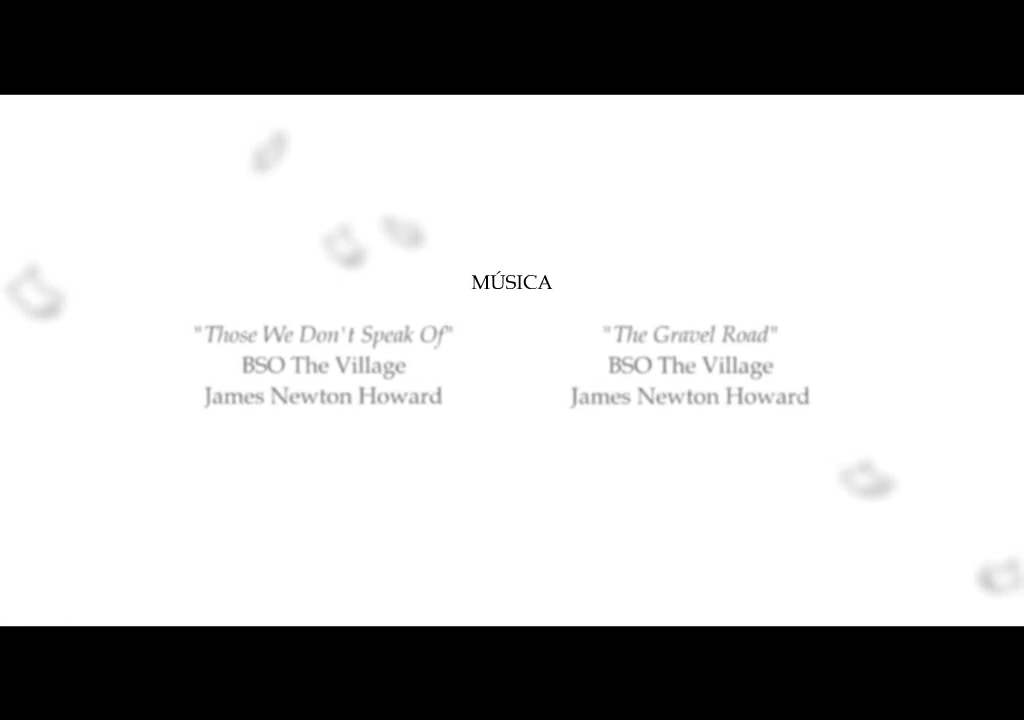 MÚSICA
"Those We Don't Speak Of"
BSO The Village
James Newton Howard
"The Gravel Road"
BSO The Village
James Newton Howard